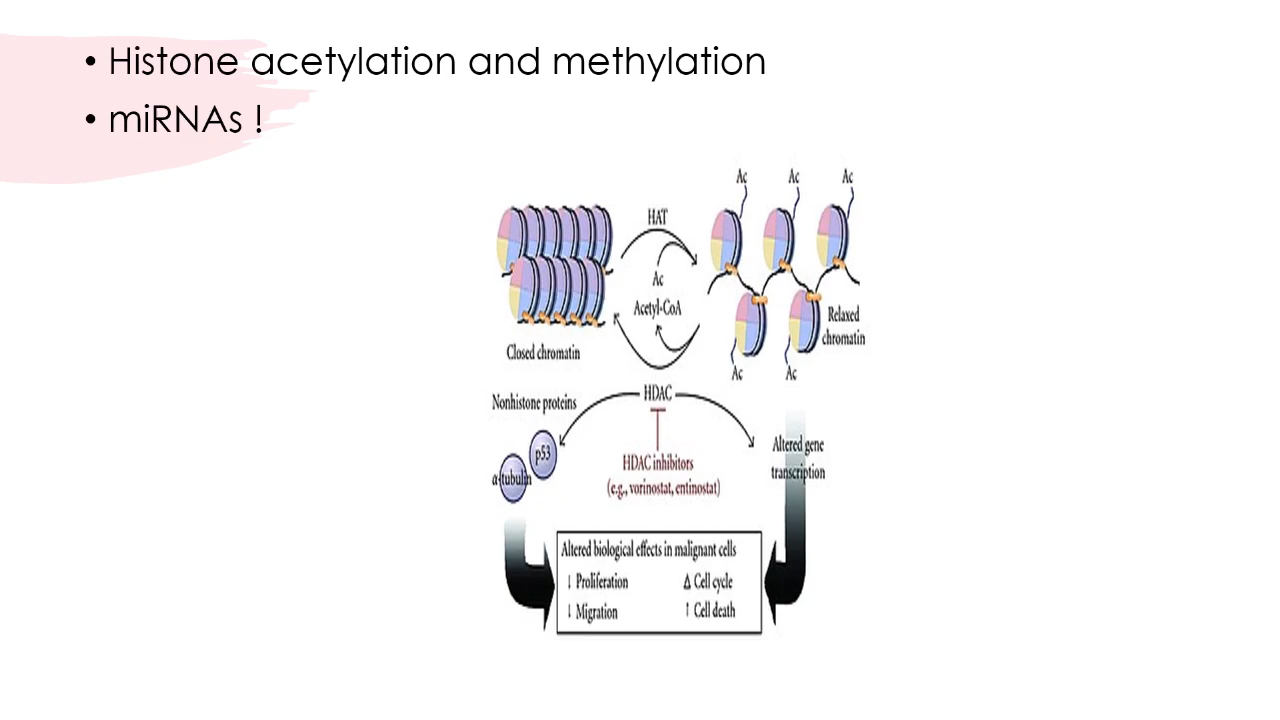 • Histone acetylation and methylation
• miRNAs !
Ac Ac Ac
HAT
Ac
Acetyl-CoA
Relaxed
chromatin
Closed chromatin
Ac Ac
HDAC
Nonhistone proteins
p53
α-tubulin
HDAC inhibitors
(e.g., vorinostat, entinostat)
Altered gene
transcription
Altered biological effects in malignant cells
↓ Proliferation Δ Cell cycle
↓ Migration ↑ Cell death